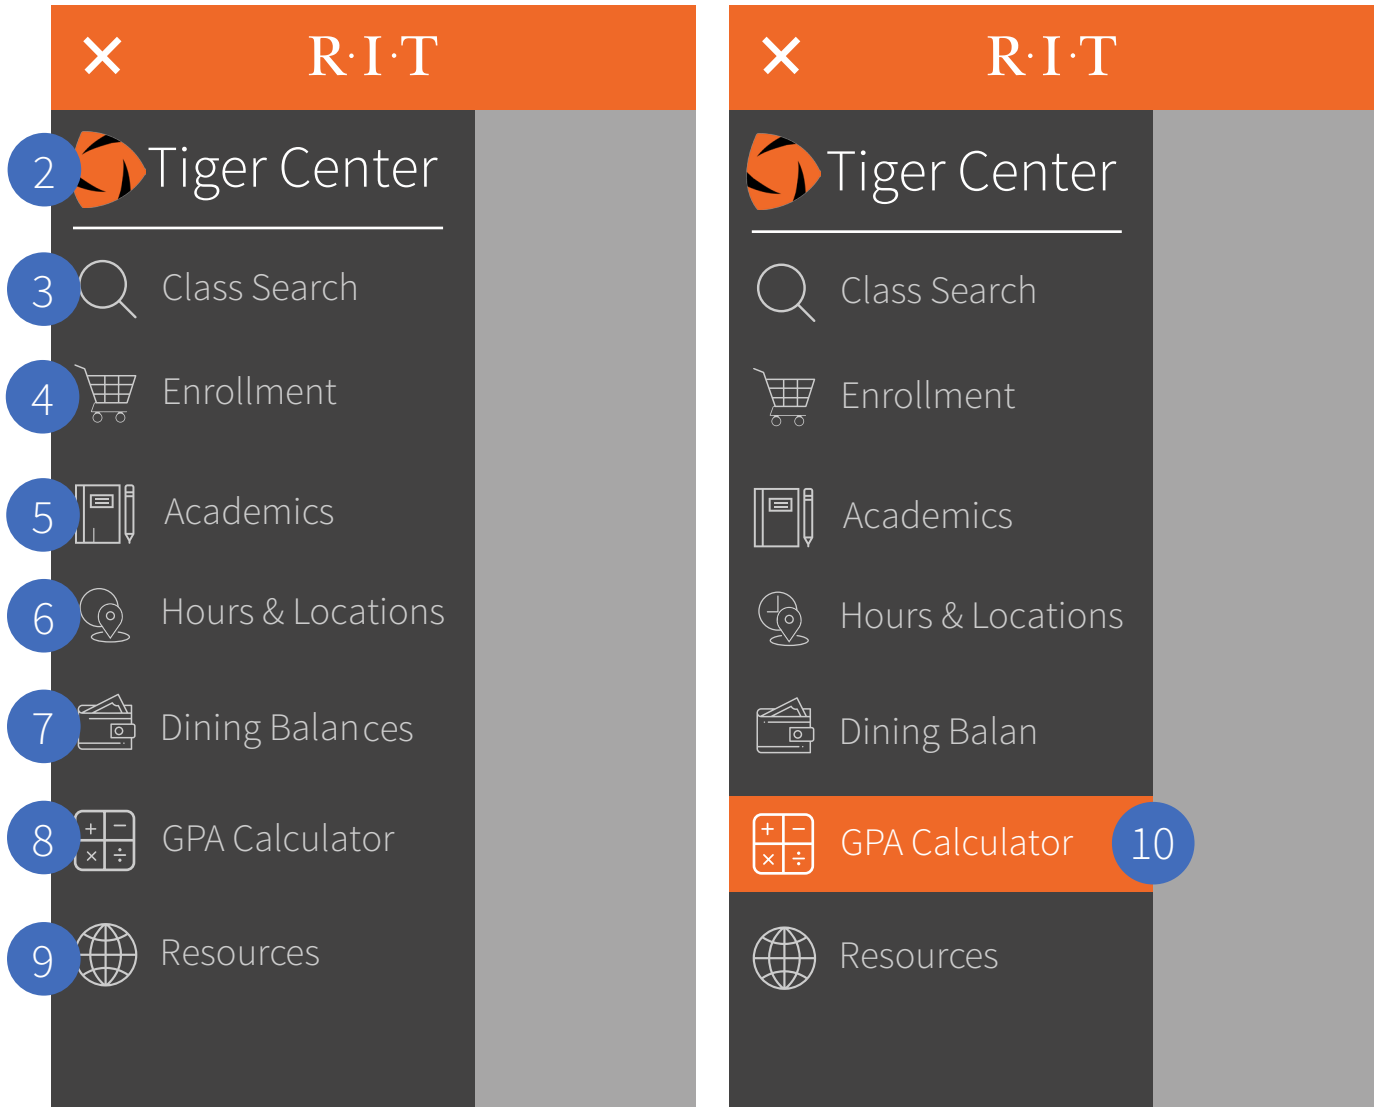 R·I·T
2 Tiger Center
3 Class Search
4 Enrollment
5 Academics
6 Hours & Locations
7 Dining Balances
8 GPA Calculator
9 Resources
R·I·T
Tiger Center
Class Search
Enrollment
Academics
Hours & Locations
Dining Balan
GPA Calculator 10
Resources